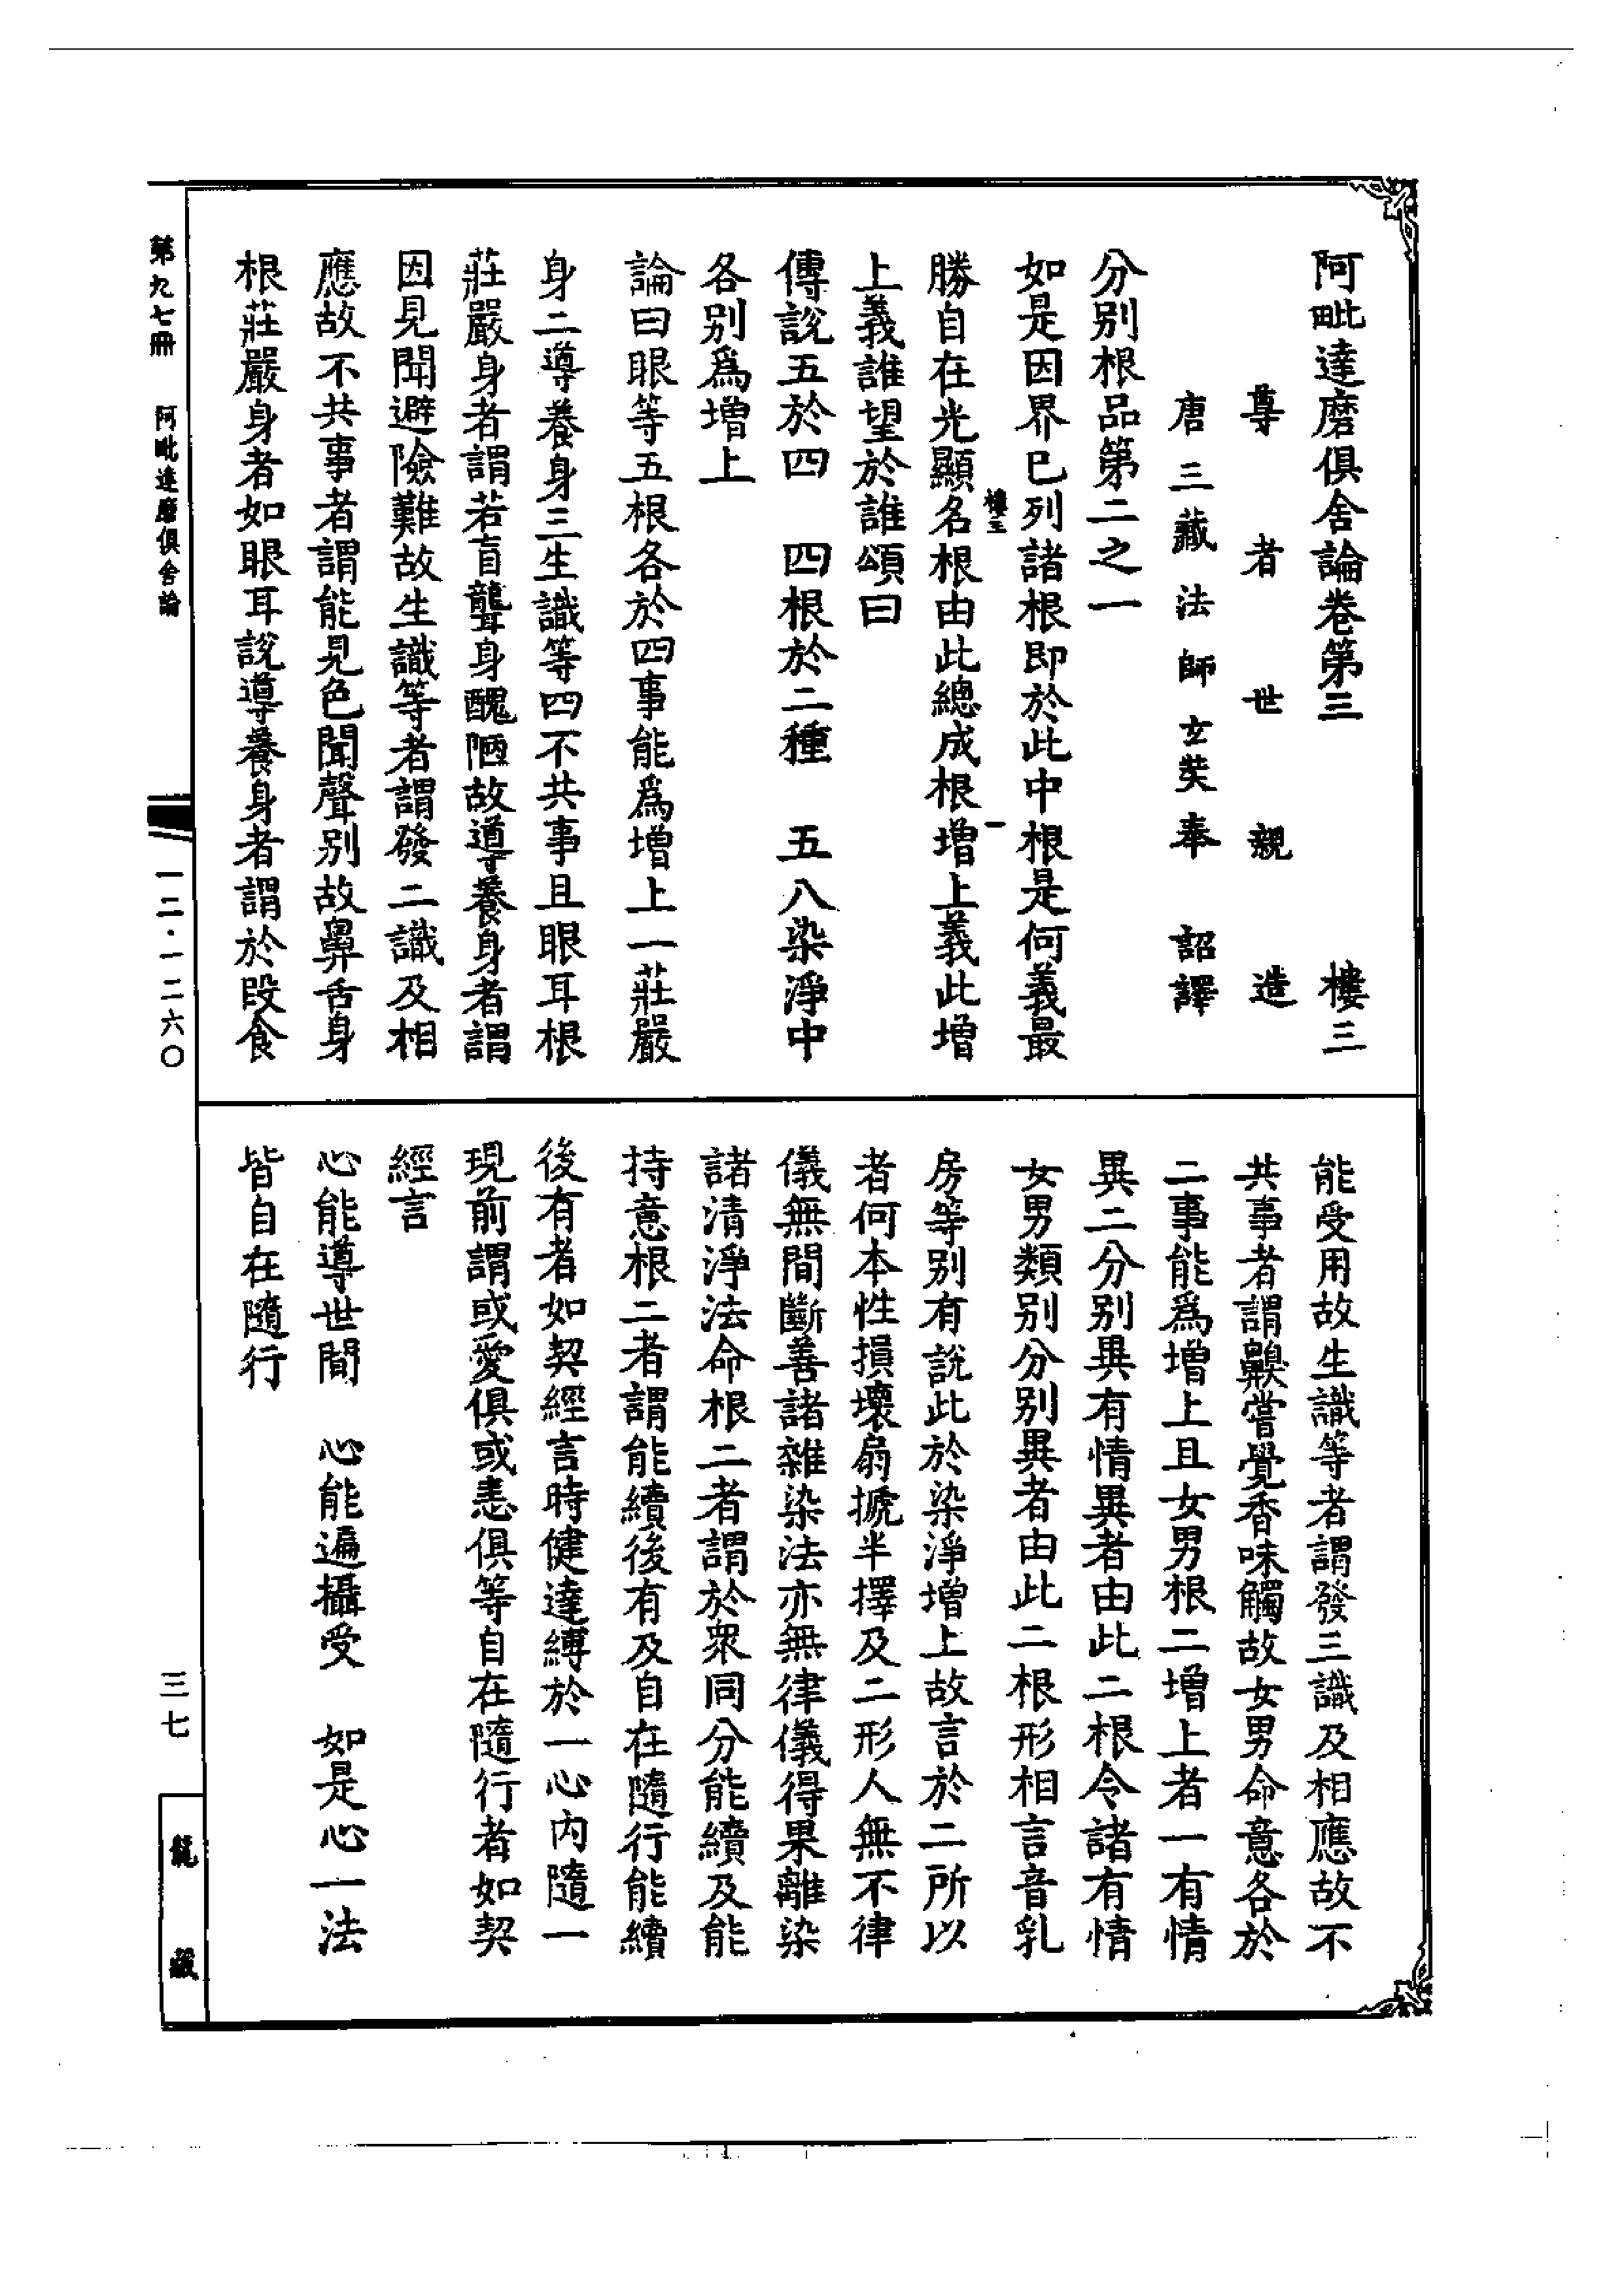 阿毗達磨俱舍論卷第三　樓三
尊者世親造
唐三藏法師玄奘奉　詔譯
分別根品第二之一
如是因界已列諸根即於此中根是何義最
樓三　一
勝自在光顯名根由此總成根增上義此增
上義誰望於誰頌曰
傳說五於四　四根於二種　五八染淨中
各別爲增上
論曰眼等五根各於四事能爲增上一莊嚴
身二導養身三生識等四不共事且眼耳根
莊嚴身者謂若盲聾身醜陋故導養身者謂
因見聞避險難故生識等者謂發二識及相
應故不共事者謂能見色聞聲別故鼻舌身
根莊嚴身者如眼耳說導養身者謂於段食
能受用故生識等者謂發三識及相應故不
共事者謂齅嘗覺香味觸故女男命意各於
二事能爲增上且女男根二增上者一有情
異二分別異有情異者由此二根令諸有情
女男類別分別異者由此二根形相言音乳
房等別有說此於染淨增上故言於二所以
者何本性損壞扇搋半擇及二形人無不律
儀無間斷善諸雜染法亦無律儀得果離染
諸清淨法命根二者謂於眾同分能續及能
持意根二者謂能續後有及自在隨行能續
後有者如契經言時健達縛於一心內隨一
現前謂或愛俱或恚俱等自在隨行者如契
經言
心能導世間　心能遍攝受　如是心一法
皆自在隨行
第九七冊　阿毗達磨俱舍論　一二·一二六〇　三七　龍藏